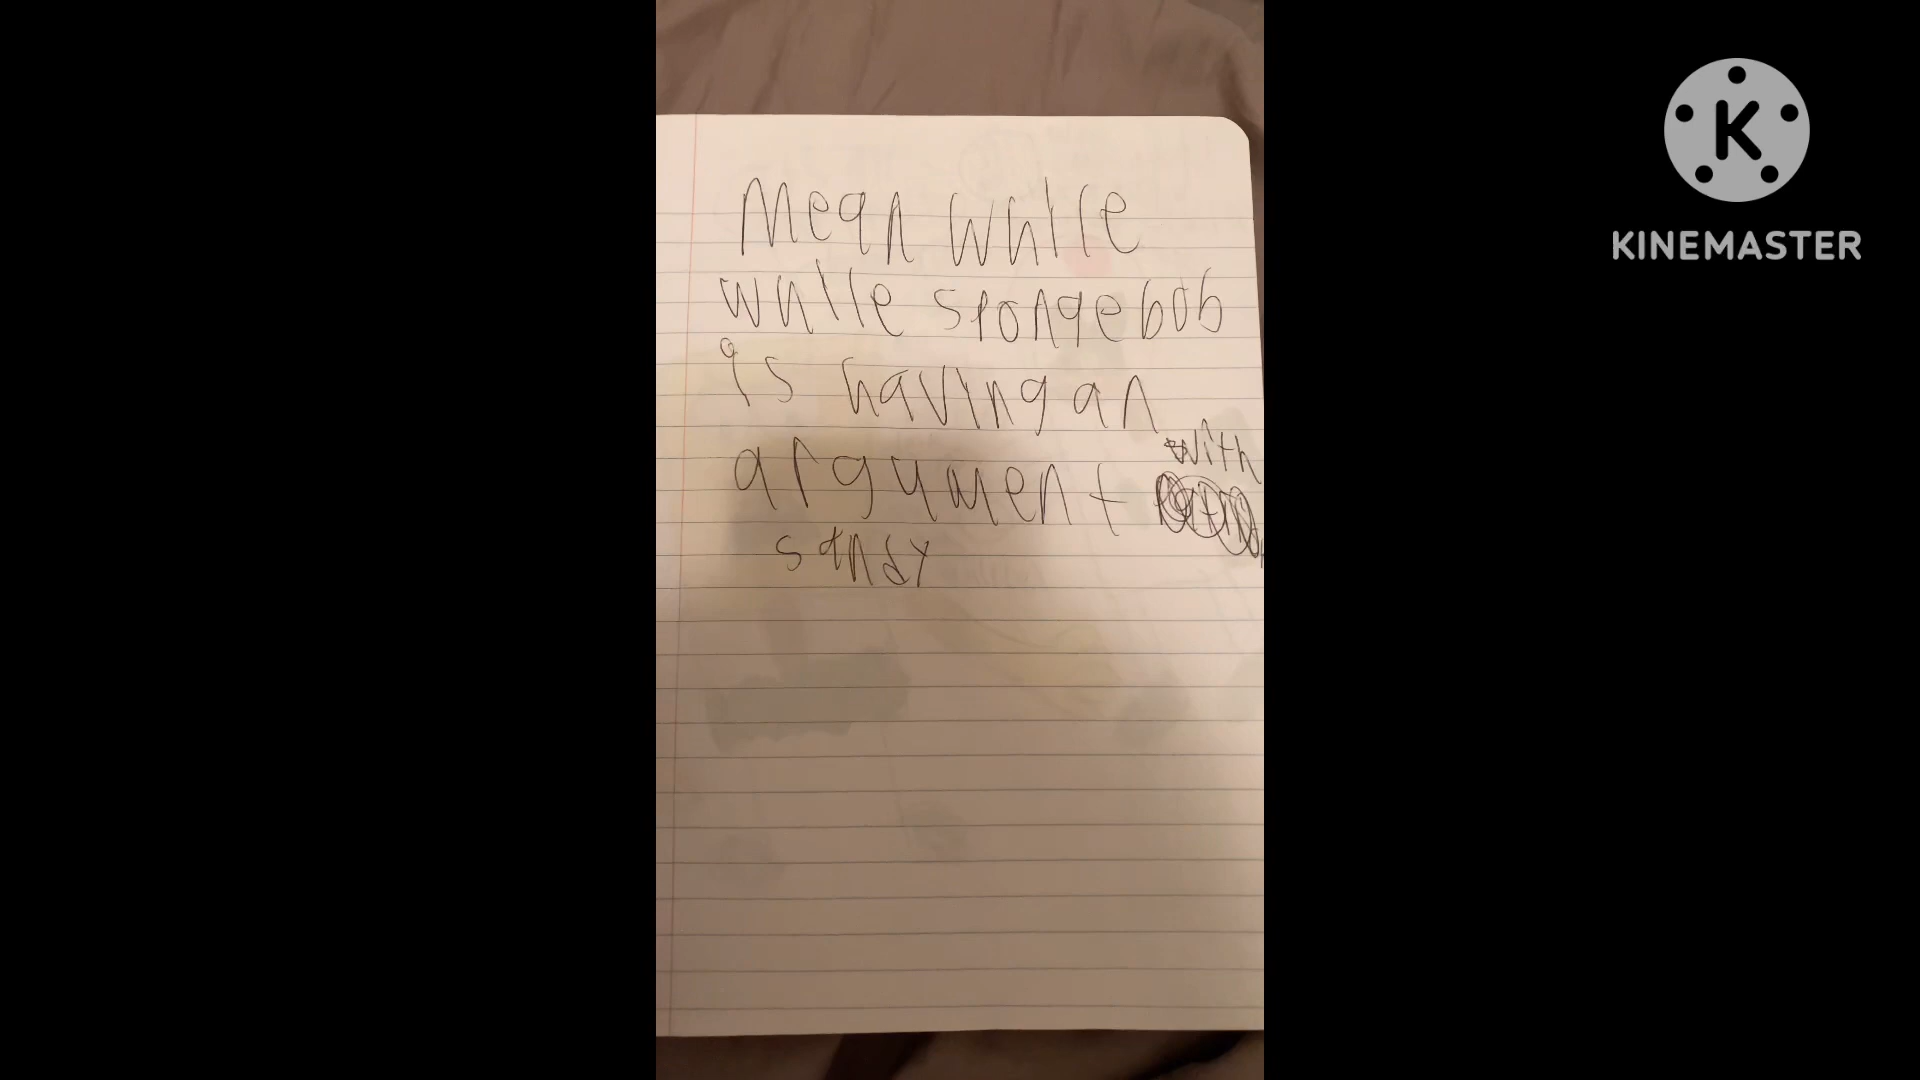 Mean while
while spongebob
is having an
argument with
sandy
K
KINEMASTER